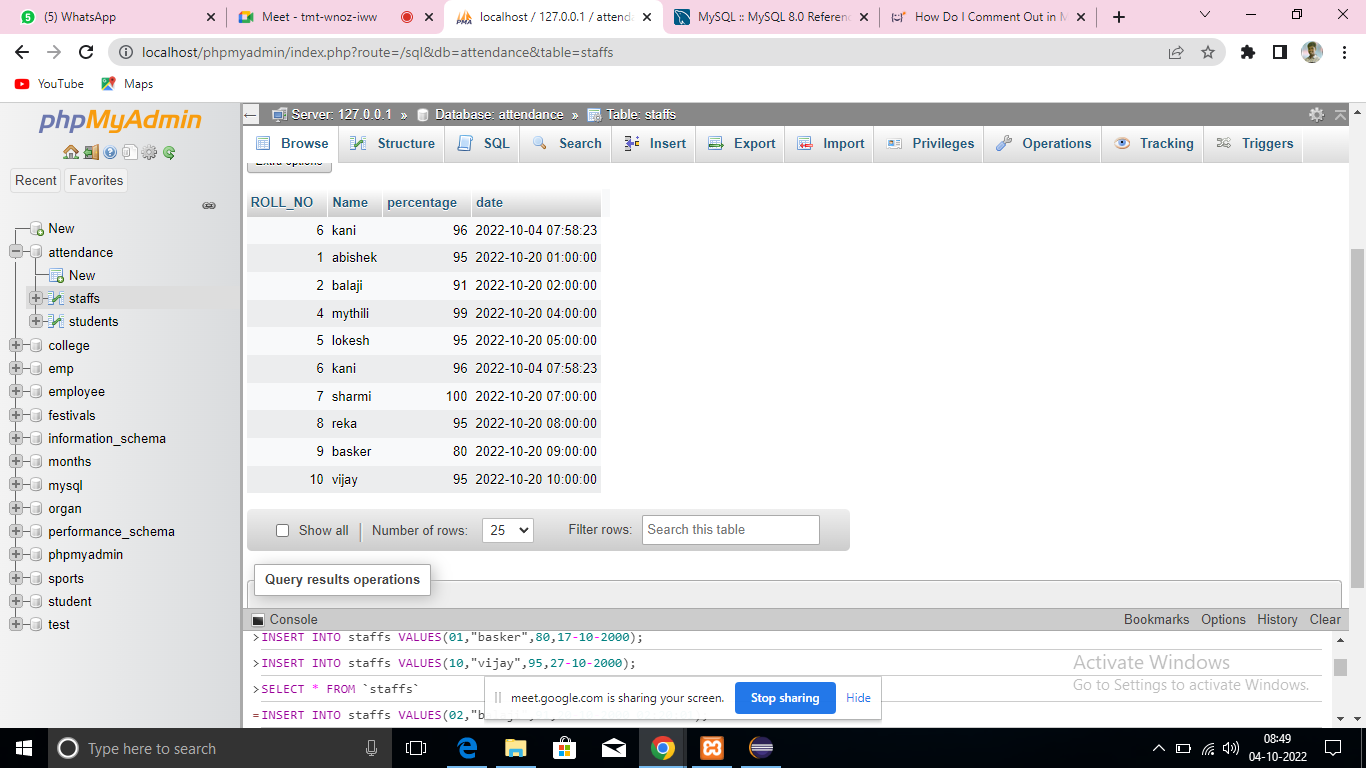 (5) WhatsApp
Meet - tmt-wnoz-iww
PMA localhost / 127.0.0.1 / attenda
MySQL :: MySQL 8.0 Referenc
How Do I Comment Out in M
localhost/phpmyadmin/index.php?route=/sql&db=attendance&table=staffs
YouTube Maps
phpMyAdmin
Recent Favorites
New
attendance
New
staffs
students
college
emp
employee
festivals
information_schema
months
mysql
organ
performance_schema
phpmyadmin
sports
student
test
Server: 127.0.0.1 » Database: attendance » Table: staffs
Browse Structure SQL Search Insert Export Import Privileges Operations Tracking Triggers
Extra options
ROLL_NO Name percentage date
6 kani 96 2022-10-04 07:58:23
1 abishek 95 2022-10-20 01:00:00
2 balaji 91 2022-10-20 02:00:00
4 mythili 99 2022-10-20 04:00:00
5 lokesh 95 2022-10-20 05:00:00
6 kani 96 2022-10-04 07:58:23
7 sharmi 100 2022-10-20 07:00:00
8 reka 95 2022-10-20 08:00:00
9 basker 80 2022-10-20 09:00:00
10 vijay 95 2022-10-20 10:00:00
Show all Number of rows: 25 Filter rows: Search this table
Query results operations
Console Bookmarks Options History Clear
>INSERT INTO staffs VALUES(01,"basker",80,17-10-2000);
>INSERT INTO staffs VALUES(10,"vijay",95,27-10-2000);
>SELECT * FROM `staffs`
=INSERT INTO staffs VALUES(02,"b
Activate Windows
Go to Settings to activate Windows.
meet.google.com is sharing your screen. Stop sharing Hide
Type here to search
08:49
04-10-2022